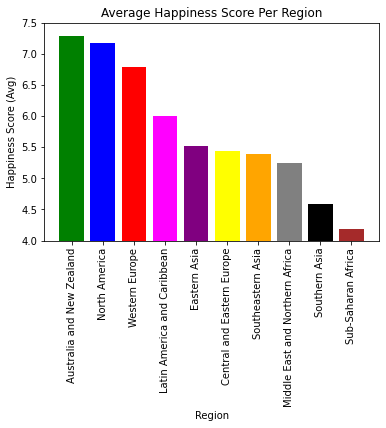 Average Happiness Score Per Region
Happiness Score (Avg)
7.5
7.0
6.5
6.0
5.5
5.0
4.5
4.0
Australia and New Zealand
North America
Western Europe
Latin America and Caribbean
Eastern Asia
Central and Eastern Europe
Southeastern Asia
Middle East and Northern Africa
Southern Asia
Sub-Saharan Africa
Region